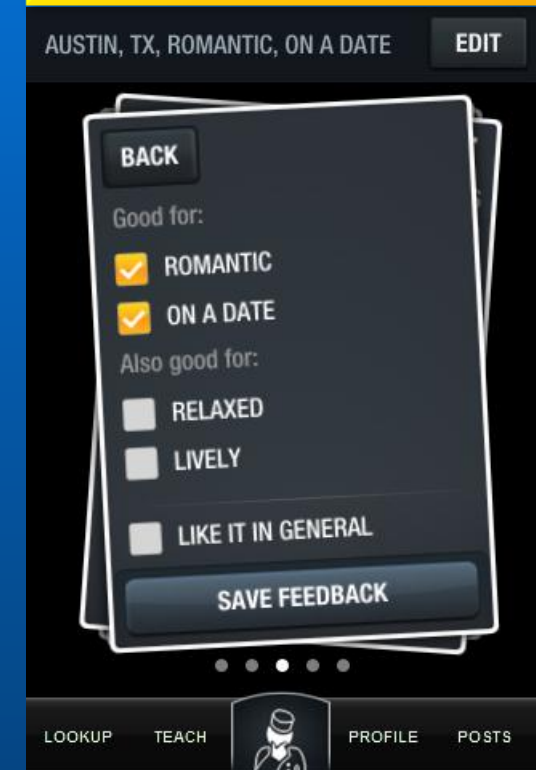 AUSTIN, TX, ROMANTIC, ON A DATE EDIT
BACK
Good for:
ROMANTIC
ON A DATE
Also good for:
RELAXED
LIVELY
LIKE IT IN GENERAL
SAVE FEEDBACK
LOOKUP TEACH PROFILE POSTS